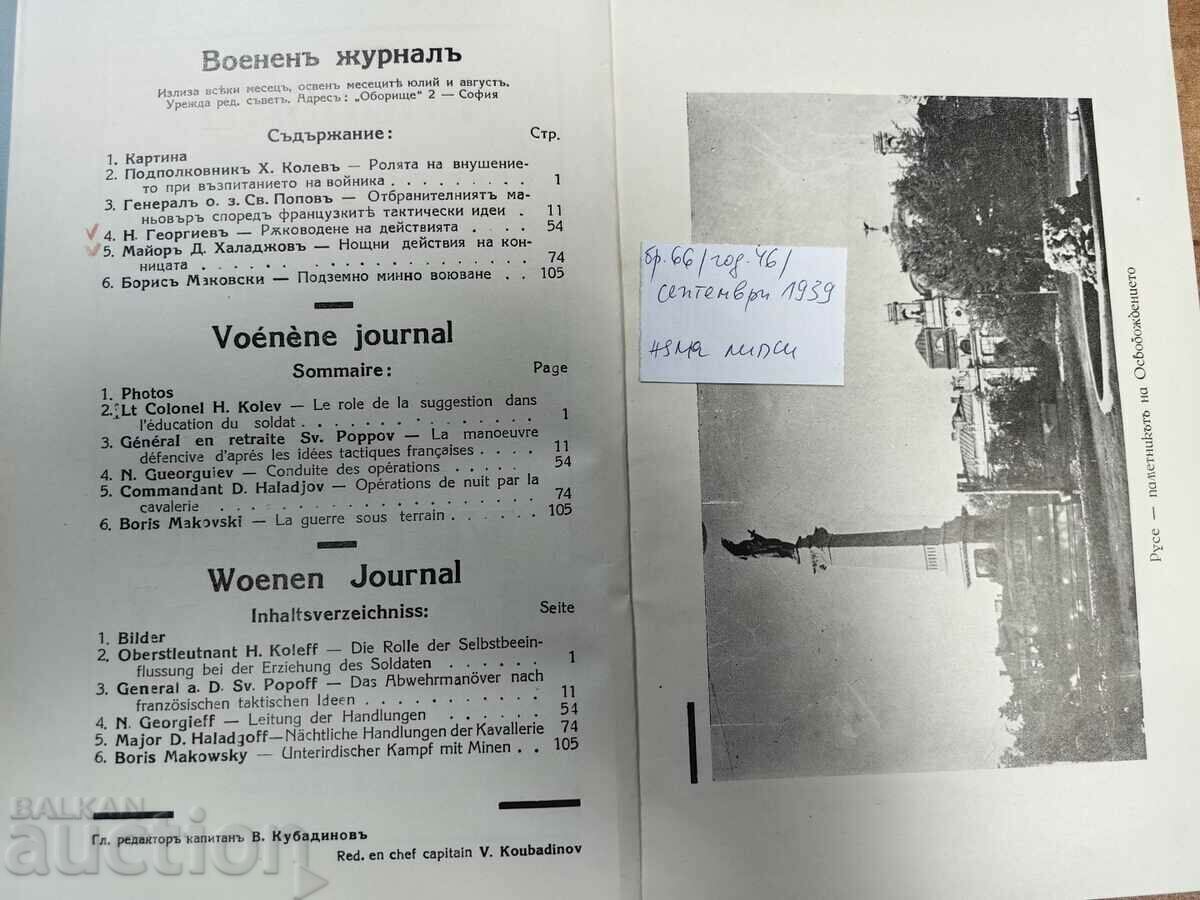 Воененъ журналъ
Излиза всѣки месецъ, освенъ месецитѣ юлий и августъ.
Урежда ред. съветъ. Адресъ: „Оборище“ 2 — София
Съдържание: Стр.
1. Картина
2. Подполковникъ Х. Колевъ — Ролята на внушение-
то при възпитанието на войника . . . . . . . . . 1
3. Генералъ о. з. Св. Поповъ — Отбранителниятъ ма-
ньовъръ споредъ французкитѣ тактически идеи . 11
4. Н. Георгиевъ — Рѫководене на действията . . . . 54
5. Майоръ Д. Халаджовъ — Нощни действия на кон-
ницата . . . . . . . . . . . . . . . 74
6. Борисъ Маковски — Подземно минно воюване . . 105
Voénène journal
Sommaire: Page
1. Photos
2. Lt Colonel H. Kolev — Le role de la suggestion dans
l'éducation du soldat . . . . . . . . . . . . 1
3. Général en retraite Sv. Poppov — La manoeuvre
défencive d'aprés les idées tactiques françaises . . . . 11
4. N. Gueorguiev — Conduite des opérations . . . . . 54
5. Commandant D. Haladjov — Opérations de nuit par la
cavalerie . . . . . . . . . . . . . . . 74
6. Boris Makovski — La guerre sous terrain . . . . . . 105
Woenen Journal
Inhaltsverzeichniss: Seite
1. Bilder
2. Oberstleutnant H. Koleff — Die Rolle der Selbstbeein-
flussung bei der Erziehung des Soldaten . . . . . . 1
3. General a. D. Sv. Popoff — Das Abwehrmanöver nach
französischen taktischen Ideen . . . . . . . . . . 11
4. N. Georgieff — Leitung der Handlungen . . . . . . 54
5. Major D. Haladgoff — Nächtliche Handlungen der Kavallerie 74
6. Boris Makowsky — Unterirdischer Kampf mit Minen . . 105
Гл. редакторъ капитанъ В. Кубадиновъ
Red. en chef capitain V. Koubadinov
бр. 66/год. 46/
септември 1939
няма липси
Русе — паметникътъ на Освобождението
BALKAN
auction